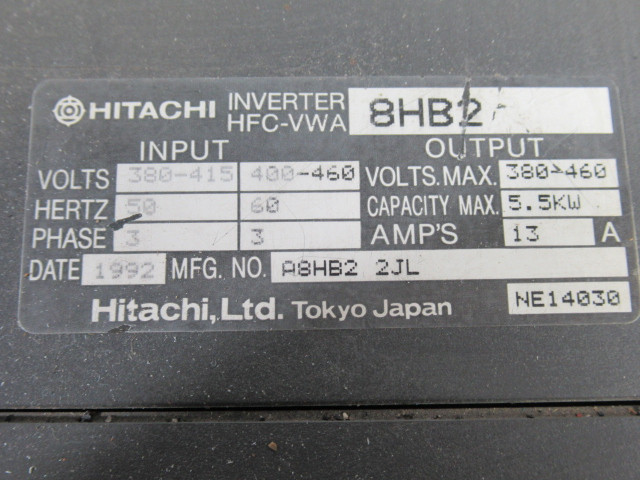 HITACHI INVERTER HFC-VWA 8HB2
INPUT OUTPUT
VOLTS 380-415 400-460 VOLTS.MAX. 380-460
HERTZ 50 60 CAPACITY MAX. 5.5KW
PHASE 3 3 AMP'S 13 A
DATE 1992 MFG. NO. A8HB2 2JL
Hitachi, Ltd. Tokyo Japan NE14030